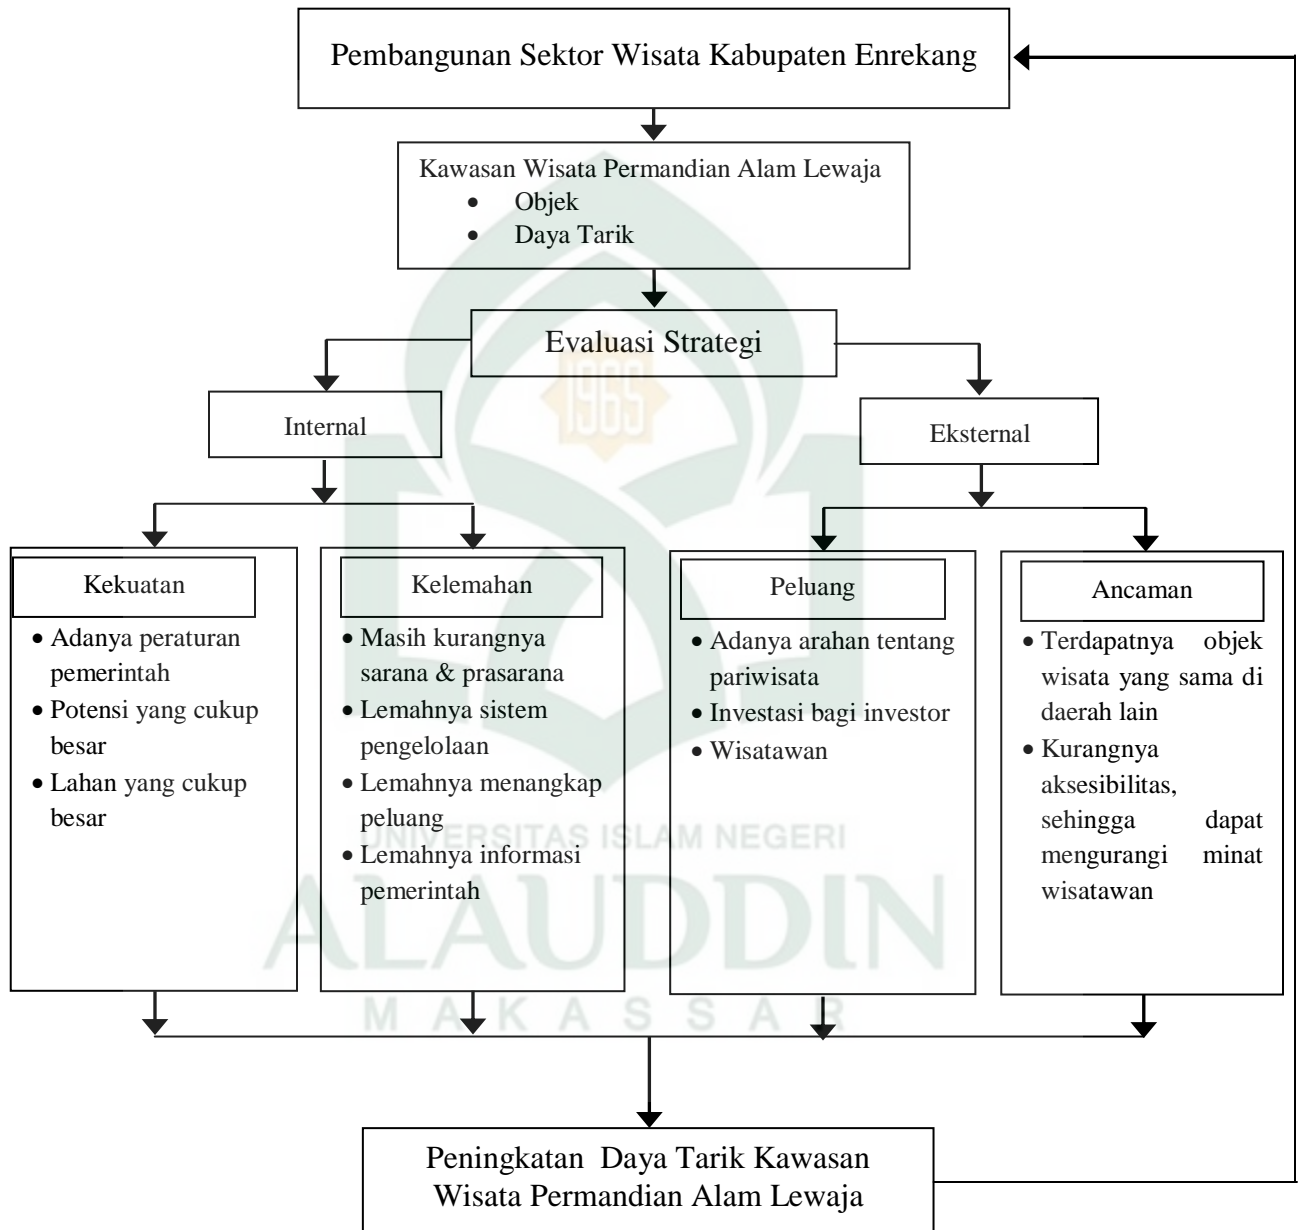 Pembangunan Sektor Wisata Kabupaten Enrekang
Kawasan Wisata Permandian Alam Lewaja
• Objek
• Daya Tarik
Evaluasi Strategi
1965
Internal
Eksternal
Kekuatan
• Adanya peraturan
pemerintah
• Potensi yang cukup
besar
• Lahan yang cukup
besar
Kelemahan
• Masih kurangnya
sarana & prasarana
• Lemahnya sistem
pengelolaan
• Lemahnya menangkap
peluang
• Lemahnya informasi
pemerintah
Peluang
• Adanya arahan tentang
pariwisata
• Investasi bagi investor
• Wisatawan
Ancaman
• Terdapatnya objek
wisata yang sama di
daerah lain
• Kurangnya
aksesibilitas,
sehingga dapat
mengurangi minat
wisatawan
UNIVERSITAS ISLAM NEGERI
ALAUDDIN
MAKASSAR
Peningkatan Daya Tarik Kawasan
Wisata Permandian Alam Lewaja